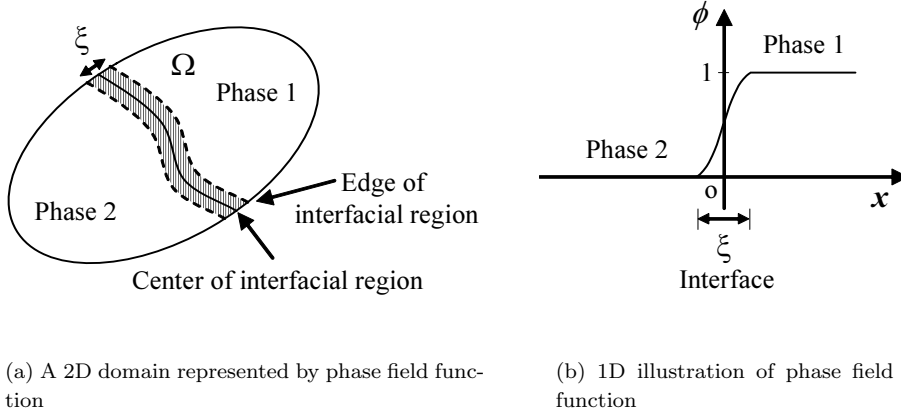 ξ
Ω
Phase 1
Phase 2
Edge of
interfacial region
Center of interfacial region
ϕ
Phase 1
1
Phase 2
o
x
ξ
Interface
(a) A 2D domain represented by phase field func-
tion
(b) 1D illustration of phase field
function